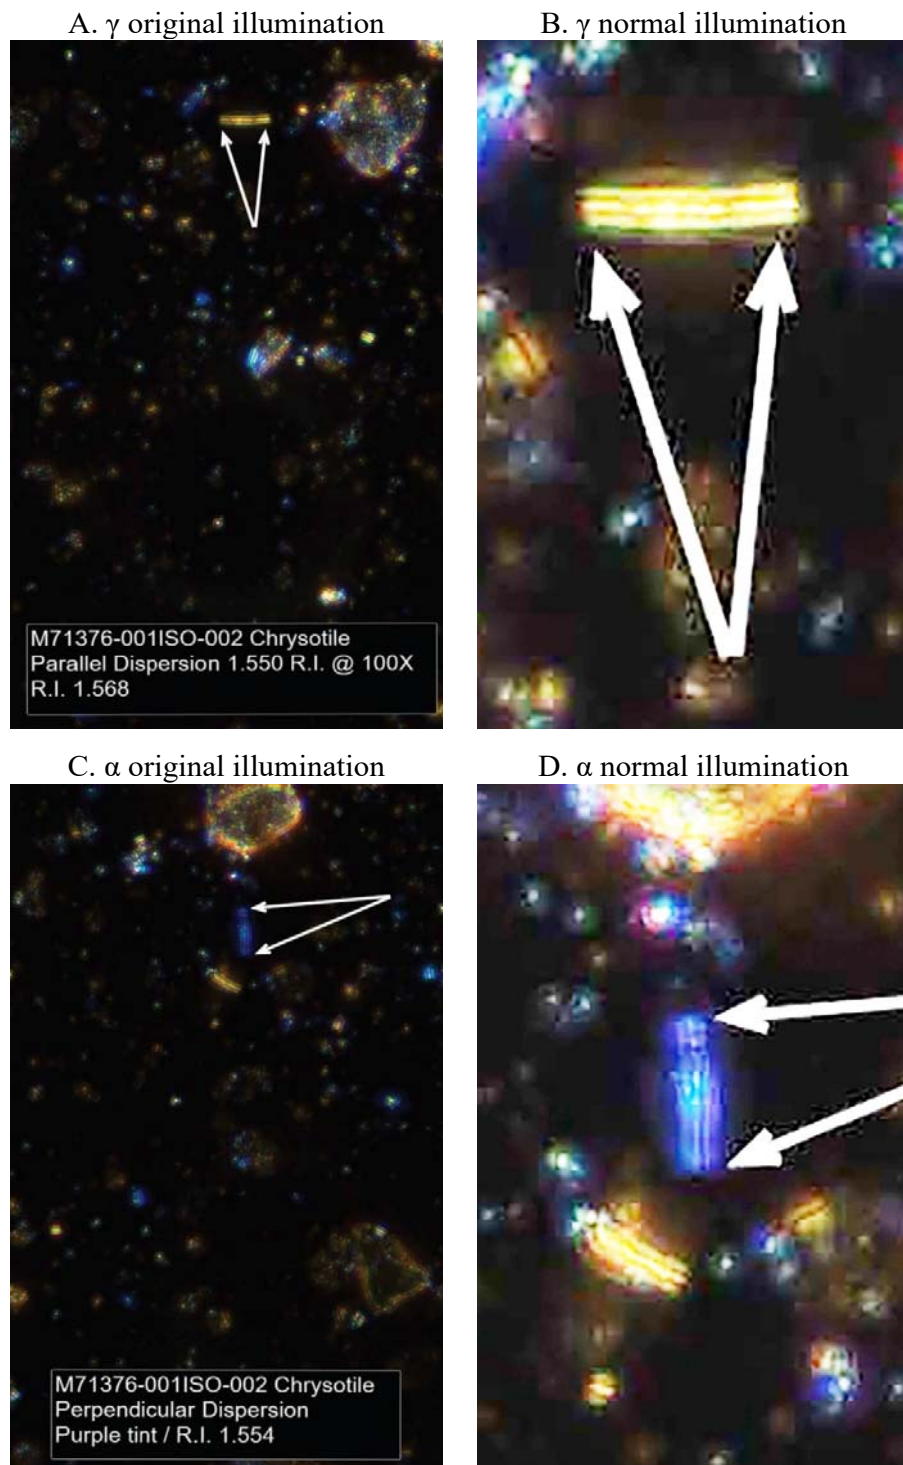 A. γ original illumination
B. γ normal illumination
M71376-001ISO-002 Chrysotile
Parallel Dispersion 1.550 R.I. @ 100X
R.I. 1.568
C. α original illumination
D. α normal illumination
M71376-001ISO-002 Chrysotile
Perpendicular Dispersion
Purple tint / R.I. 1.554